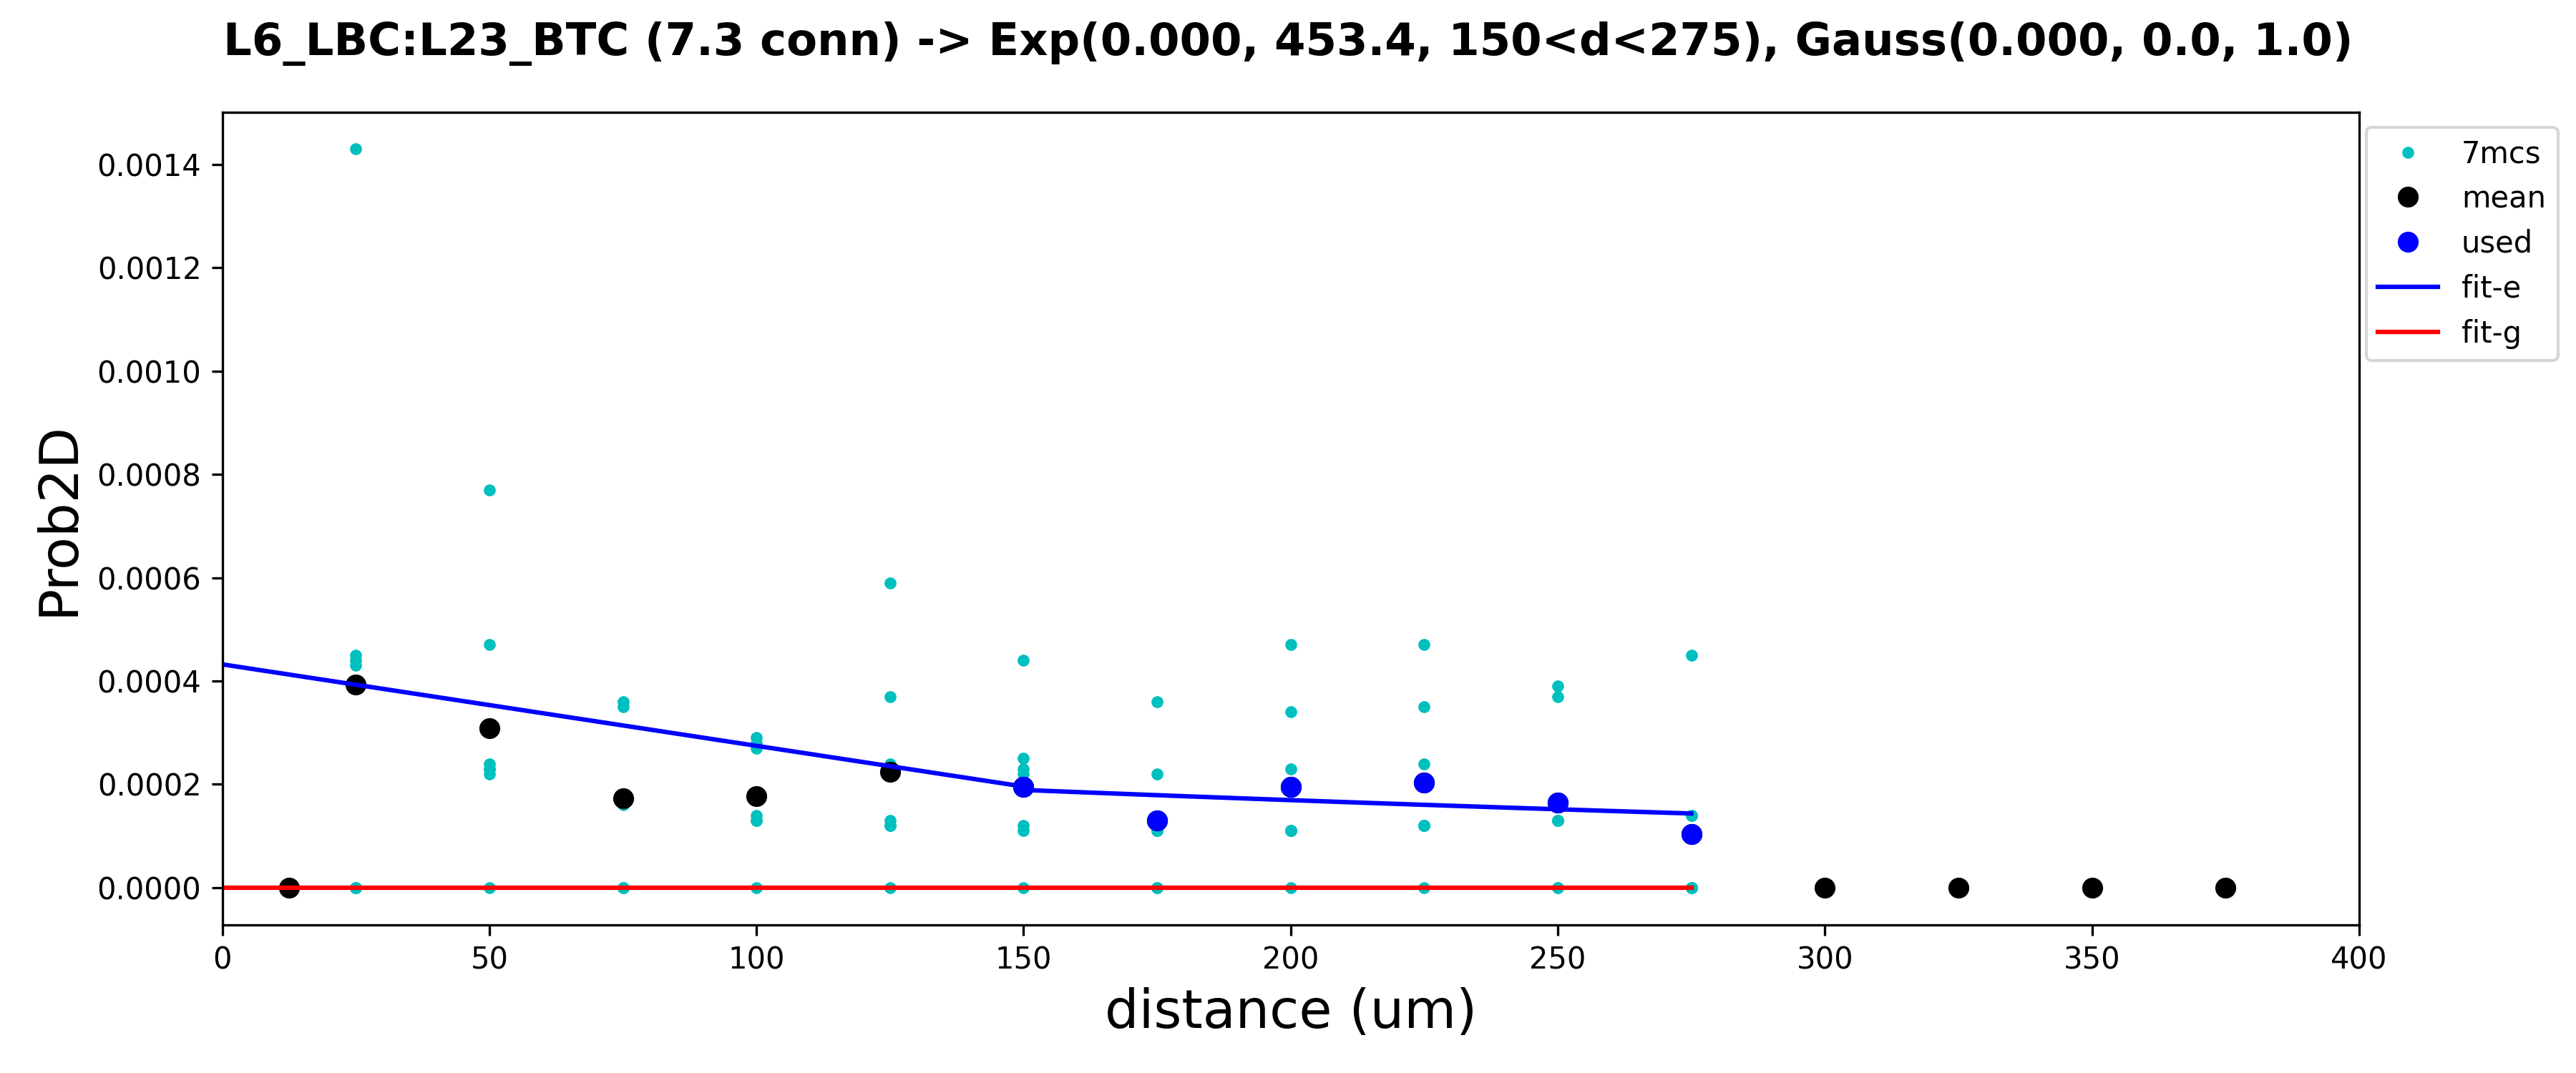 L6_LBC:L23_BTC (7.3 conn) -> Exp(0.000, 453.4, 150<d<275), Gauss(0.000, 0.0, 1.0)
Prob2D
0.0014
0.0012
0.0010
0.0008
0.0006
0.0004
0.0002
0.0000
0 50 100 150 200 250 300 350 400
distance (um)
7mcs
mean
used
fit-e
fit-g